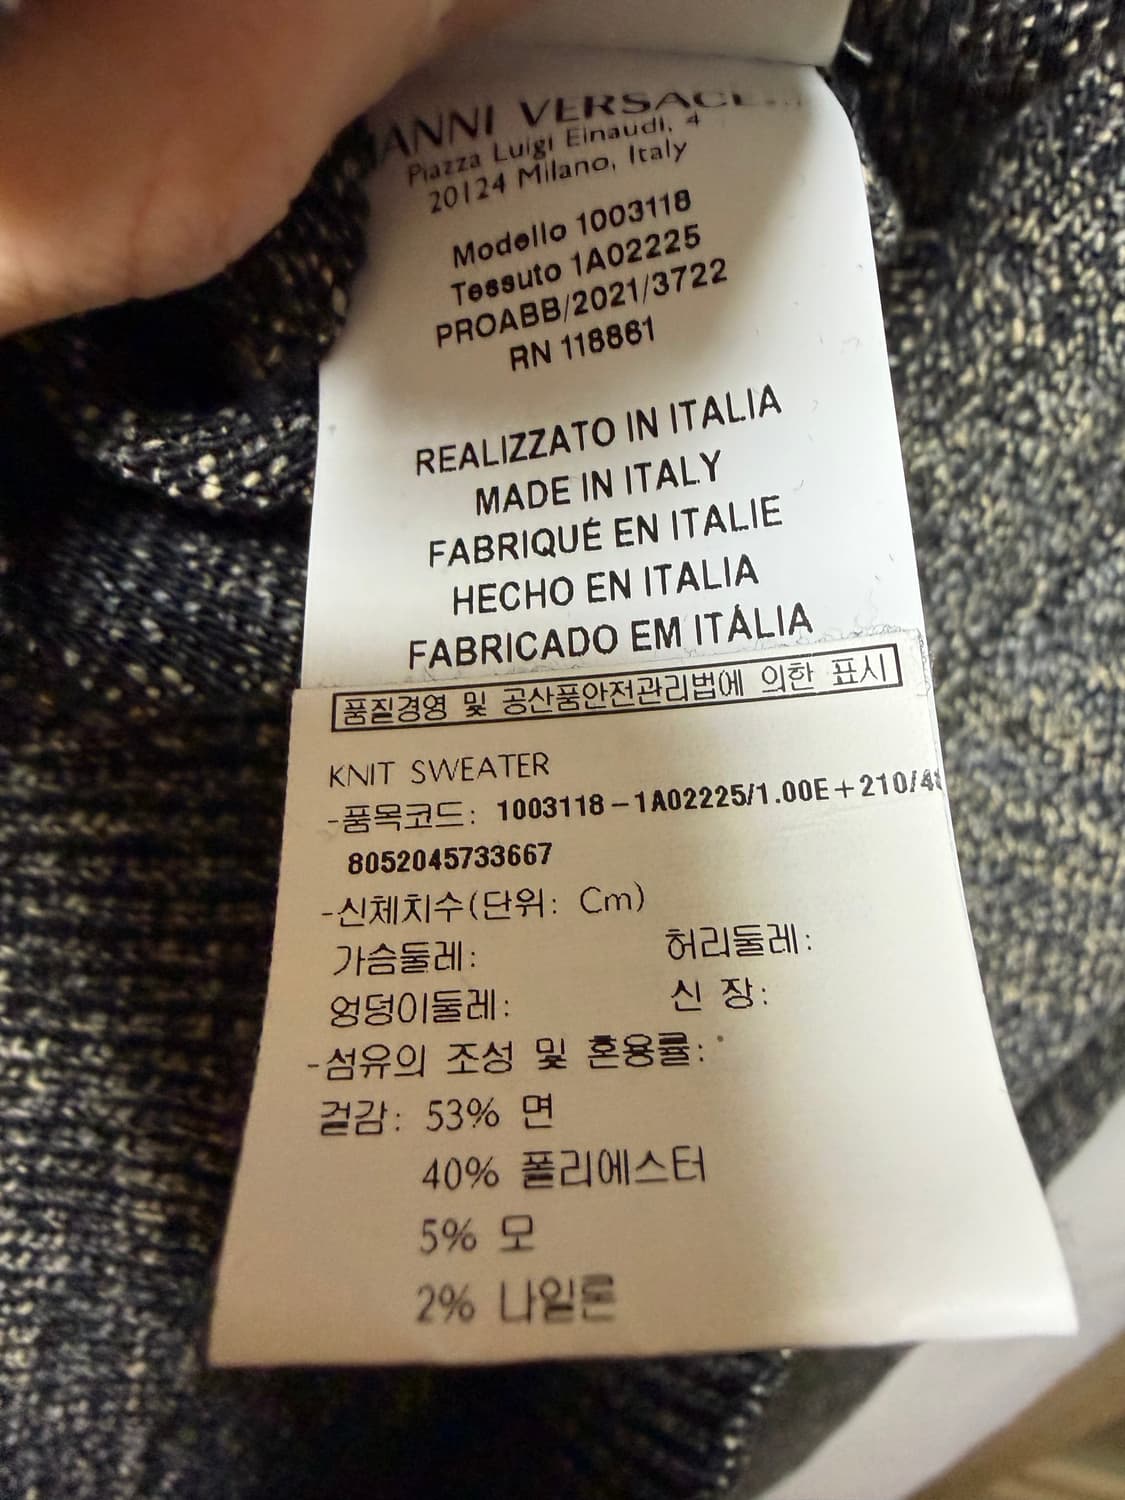 VERSACE
Piazza Luigi Einaudi, 4
20124 Milano, Italy
Modello 1003118
Tessuto 1A02225
PROABB/2021/3722
RN 118861
REALIZZATO IN ITALIA
MADE IN ITALY
FABRIQUÉ EN ITALIE
HECHO EN ITALIA
FABRICADO EM ITÁLIA
품질경영 및 공산품안전관리법에 의한 표시
KNIT SWEATER
-품목코드: 1003118-1A02225/1.00E+210/4
8052045733667
-신체치수(단위: Cm)
가슴둘레: 허리둘레:
엉덩이둘레: 신 장:
-섬유의 조성 및 혼용률:
겉감: 53% 면
40% 폴리에스터
5% 모
2% 나일론